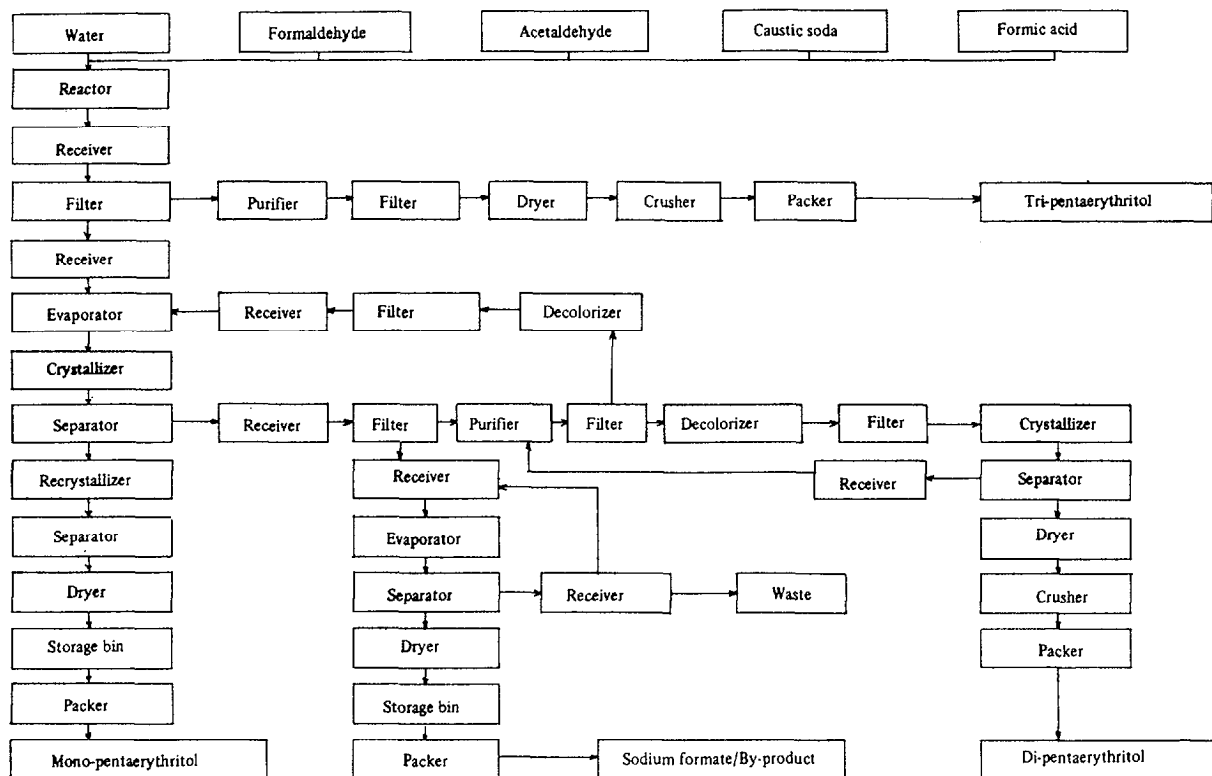 Water
Formaldehyde
Acetaldehyde
Caustic soda
Formic acid
Reactor
Receiver
Filter
Purifier
Filter
Dryer
Crusher
Packer
Tri-pentaerythritol
Receiver
Evaporator
Receiver
Filter
Decolorizer
Crystallizer
Separator
Receiver
Filter
Purifier
Filter
Decolorizer
Filter
Crystallizer
Recrystallizer
Receiver
Receiver
Separator
Separator
Evaporator
Dryer
Dryer
Separator
Receiver
Waste
Crusher
Storage bin
Dryer
Packer
Packer
Storage bin
Mono-pentaerythritol
Packer
Sodium formate/By-product
Di-pentaerythritol